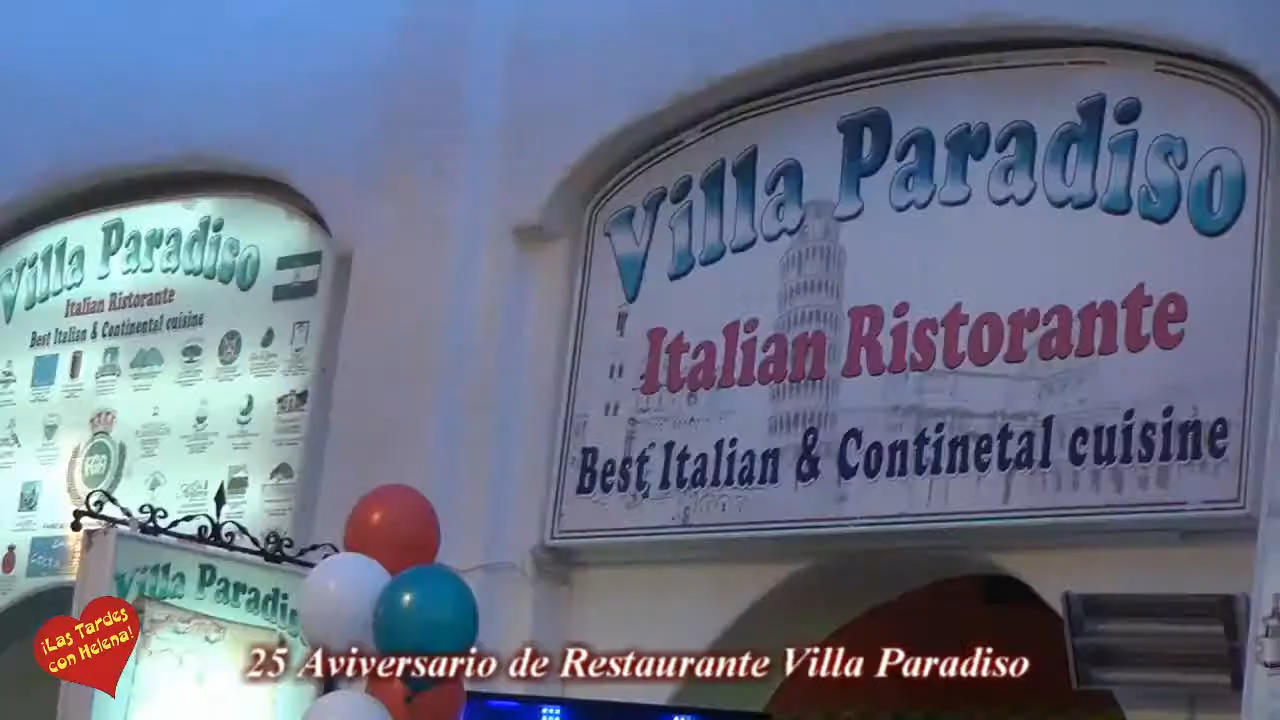 Villa Paradiso
Italian Ristorante
Best Italian & Continetal cuisine
Villa Paradiso
Italian Ristorante
Best Italian & Continental cuisine
Villa Paradiso
¡Las Tardes
con Helena!
25 Aviversario de Restaurante Villa Paradiso